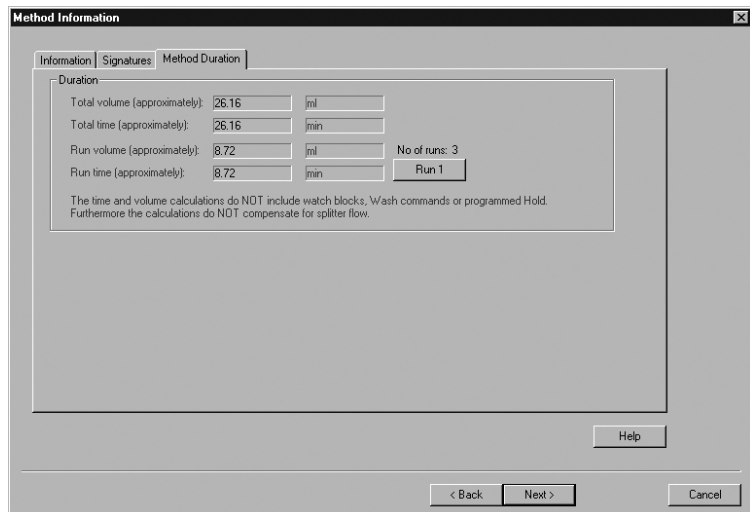 Method Information
Information Signatures Method Duration
Duration
Total volume (approximately): 26.16 ml
Total time (approximately): 26.16 min
Run volume (approximately): 8.72 ml No of runs: 3
Run time (approximately): 8.72 min Run 1
The time and volume calculations do NOT include watch blocks, Wash commands or programmed Hold.
Furthermore the calculations do NOT compensate for splitter flow.
Help
< Back Next > Cancel